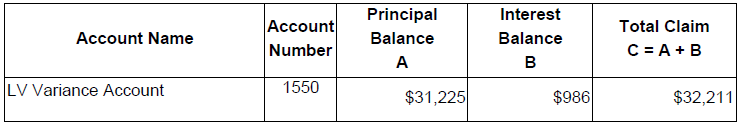 Account Name
Account
Number
Principal
Balance
A
Interest
Balance
B
Total Claim
C = A + B
LV Variance Account
1550
$31,225
$986
$32,211